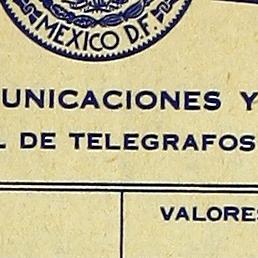 MEXICO D.F.
UNICACIONES Y
L DE TELEGRAFOS
VALORES